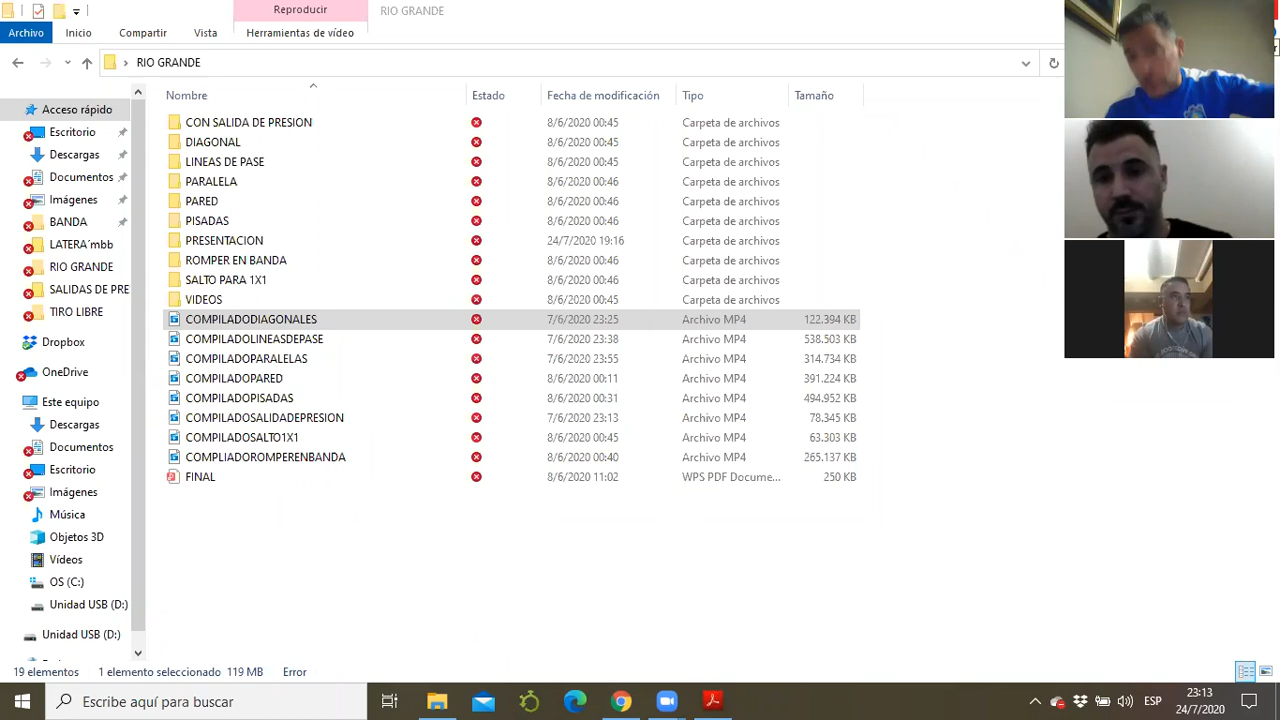 Reproducir RIO GRANDE
Archivo Inicio Compartir Vista Herramientas de vídeo
RIO GRANDE
Nombre Estado Fecha de modificación Tipo Tamaño
Acceso rápido
Escritorio
Descargas
Documentos
Imágenes
BANDA
LATERA´mbb
RIO GRANDE
SALIDAS DE PRE
TIRO LIBRE
Dropbox
OneDrive
Este equipo
Descargas
Documentos
Escritorio
Imágenes
Música
Objetos 3D
Vídeos
OS (C:)
Unidad USB (D:)
Unidad USB (D:)
CON SALIDA DE PRESION 8/6/2020 00:45 Carpeta de archivos
DIAGONAL 8/6/2020 00:45 Carpeta de archivos
LINEAS DE PASE 8/6/2020 00:45 Carpeta de archivos
PARALELA 8/6/2020 00:46 Carpeta de archivos
PARED 8/6/2020 00:46 Carpeta de archivos
PISADAS 8/6/2020 00:46 Carpeta de archivos
PRESENTACION 24/7/2020 19:16 Carpeta de archivos
ROMPER EN BANDA 8/6/2020 00:46 Carpeta de archivos
SALTO PARA 1X1 8/6/2020 00:46 Carpeta de archivos
VIDEOS 8/6/2020 00:45 Carpeta de archivos
COMPILADODIAGONALES 7/6/2020 23:25 Archivo MP4 122.394 KB
COMPILADOLINEASDEPASE 7/6/2020 23:38 Archivo MP4 538.503 KB
COMPILADOPARALELAS 7/6/2020 23:55 Archivo MP4 314.734 KB
COMPILADOPARED 8/6/2020 00:11 Archivo MP4 391.224 KB
COMPILADOPISADAS 8/6/2020 00:31 Archivo MP4 494.952 KB
COMPILADOSALIDADEPRESION 7/6/2020 23:13 Archivo MP4 78.345 KB
COMPILADOSALTO1X1 8/6/2020 00:45 Archivo MP4 63.303 KB
COMPLIADOROMPERENBANDA 8/6/2020 00:40 Archivo MP4 265.137 KB
FINAL 8/6/2020 11:02 WPS PDF Docume... 250 KB
19 elementos 1 elemento seleccionado 119 MB Error
Escribe aquí para buscar
ESP
23:13
24/7/2020